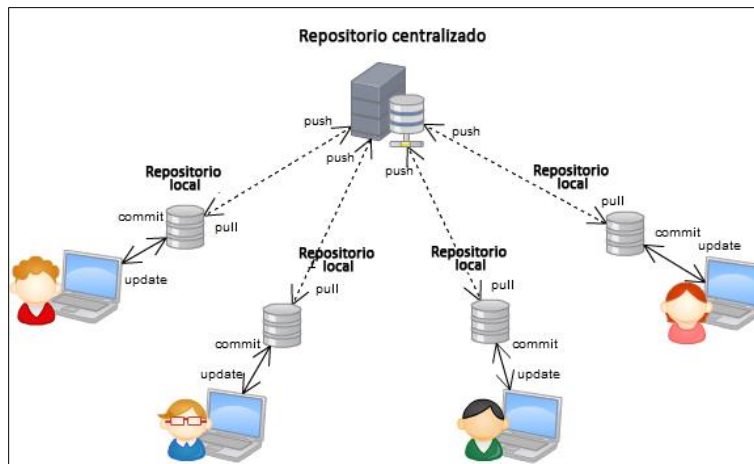 Repositorio centralizado
push
push
push
push
Repositorio
local
pull
commit
update
Repositorio
local
pull
commit
update
Repositorio
local
pull
commit
update
Repositorio
local
pull
commit
update